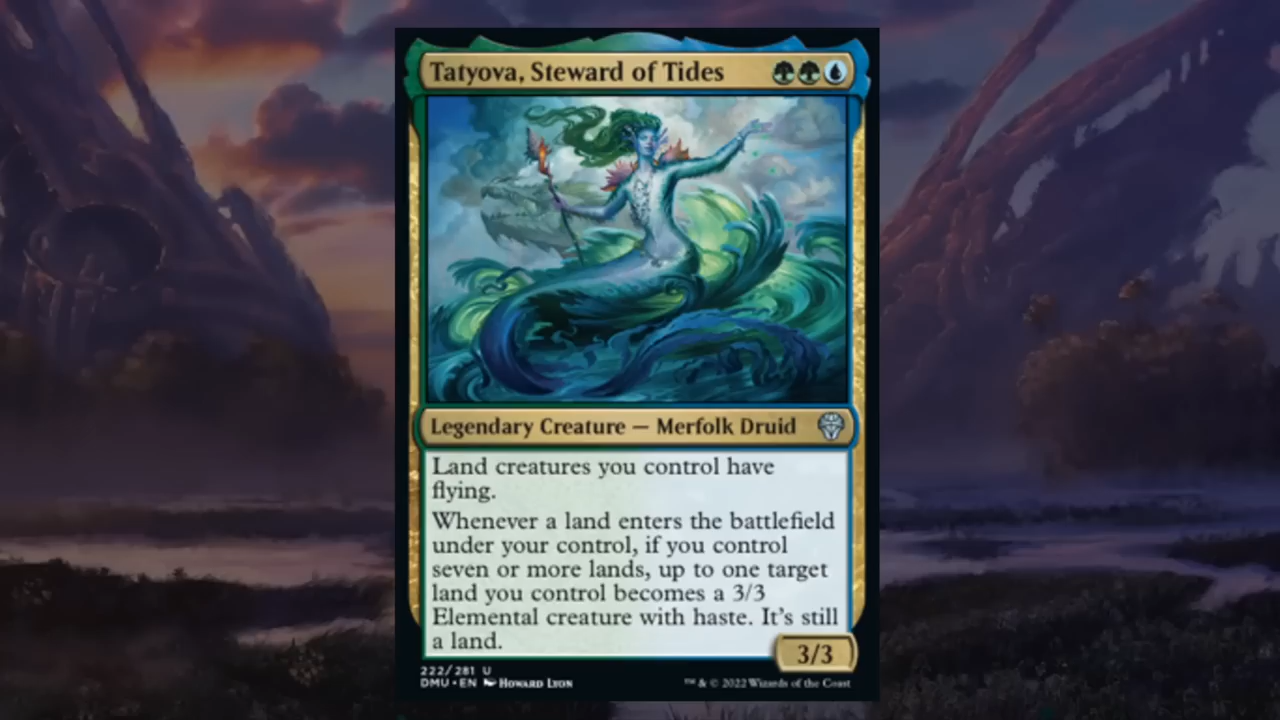 Tatyova, Steward of Tides
Legendary Creature — Merfolk Druid
Land creatures you control have
flying.
Whenever a land enters the battlefield
under your control, if you control
seven or more lands, up to one target
land you control becomes a 3/3
Elemental creature with haste. It's still
a land.
3/3
222/281 U
DMU • EN Howard Lyon
™ & © 2022 Wizards of the Coast